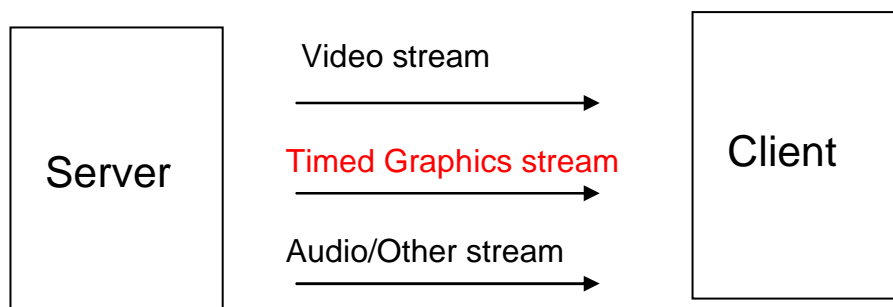 Server
Video stream
Timed Graphics stream
Audio/Other stream
Client